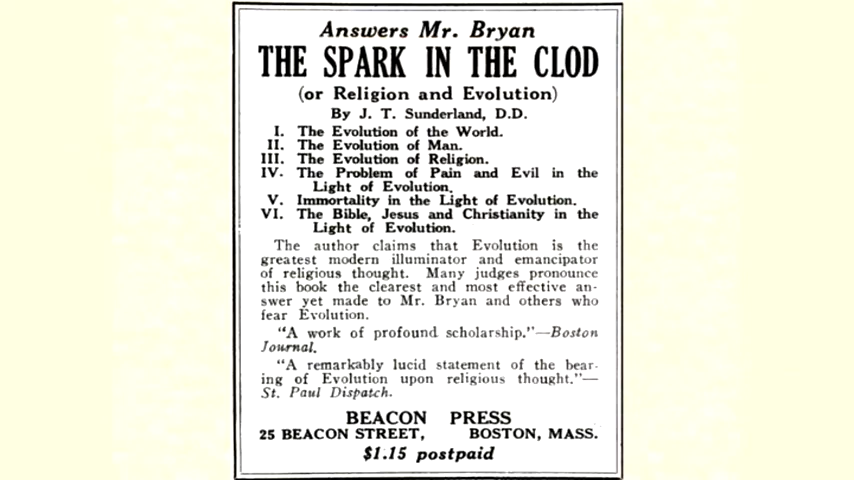 Answers Mr. Bryan
THE SPARK IN THE CLOD
(or Religion and Evolution)
By J. T. Sunderland, D.D.
I. The Evolution of the World.
II. The Evolution of Man.
III. The Evolution of Religion.
IV. The Problem of Pain and Evil in the
Light of Evolution.
V. Immortality in the Light of Evolution.
VI. The Bible, Jesus and Christianity in the
Light of Evolution.
The author claims that Evolution is the
greatest modern illuminator and emancipator
of religious thought. Many judges pronounce
this book the clearest and most effective an-
swer yet made to Mr. Bryan and others who
fear Evolution.
"A work of profound scholarship."—Boston
Journal.
"A remarkably lucid statement of the bear-
ing of Evolution upon religious thought."—
St. Paul Dispatch.
BEACON PRESS
25 BEACON STREET, BOSTON, MASS.
$1.15 postpaid